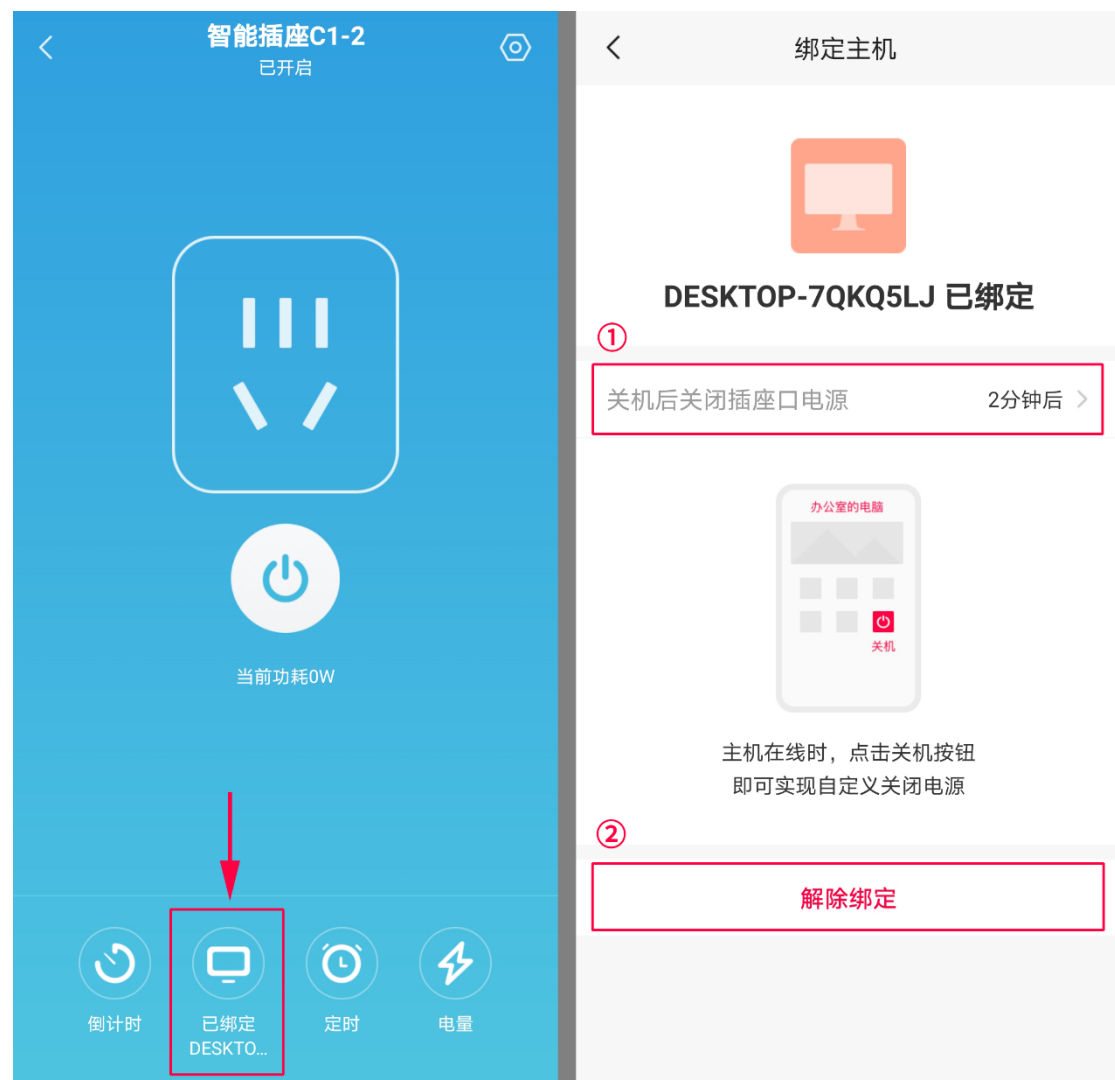 智能插座C1-2
已开启
当前功耗0W
倒计时
已绑定
DESKTO...
定时
电量
绑定主机
DESKTOP-7QKQ5LJ 已绑定
①
关机后关闭插座口电源 2分钟后
办公室的电脑
关机
主机在线时，点击关机按钮
即可实现自定义关闭电源
②
解除绑定